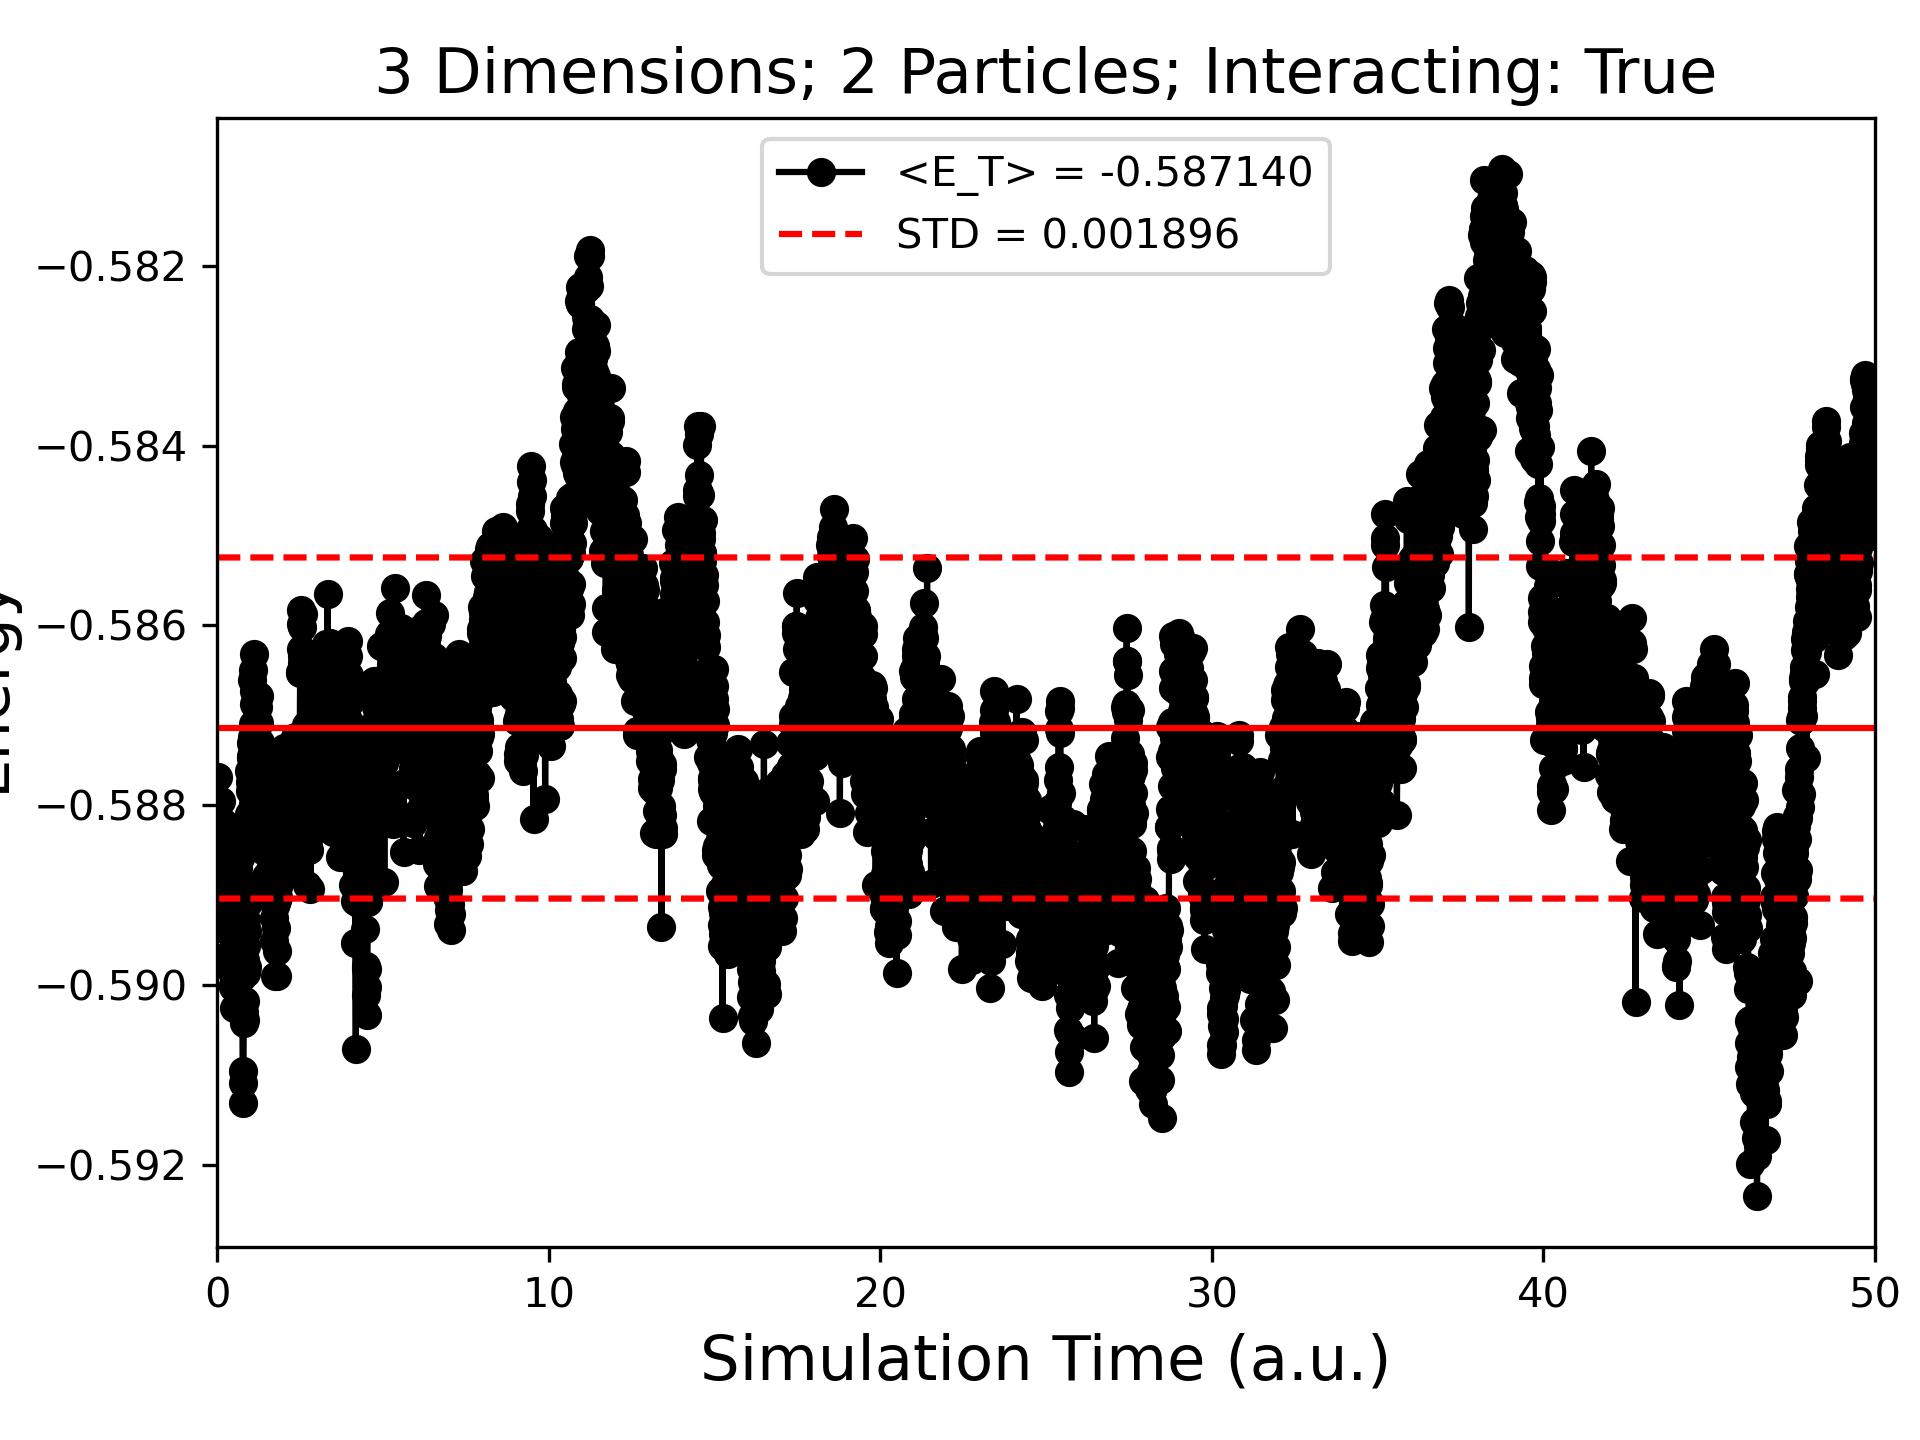 3 Dimensions; 2 Particles; Interacting: True
<E_T> = -0.587140
STD = 0.001896
Energy
−0.582
−0.584
−0.586
−0.588
−0.590
−0.592
0 10 20 30 40 50
Simulation Time (a.u.)